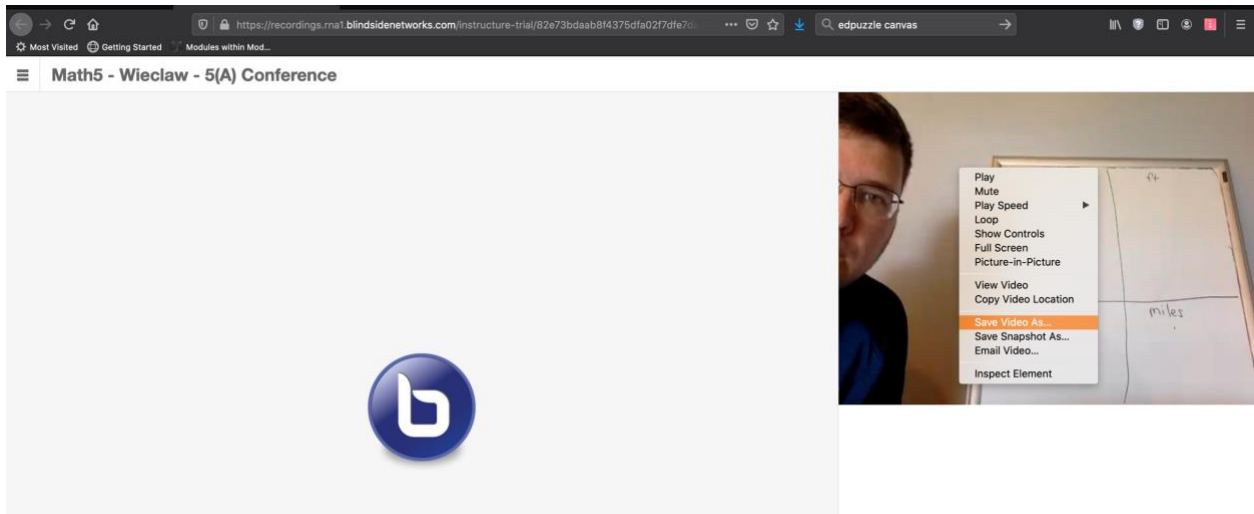 https://recordings.rna1.blindsidenetworks.com/instructure-trial/82e73bdaab8f4375dfa02f7dfe7d
edpuzzle canvas
Most Visited Getting Started Modules within Mod...
Math5 - Wieclaw - 5(A) Conference
Play
Mute
Play Speed
Loop
Show Controls
Full Screen
Picture-in-Picture
View Video
Copy Video Location
Save Video As...
Save Snapshot As...
Email Video...
Inspect Element
ft
miles
b